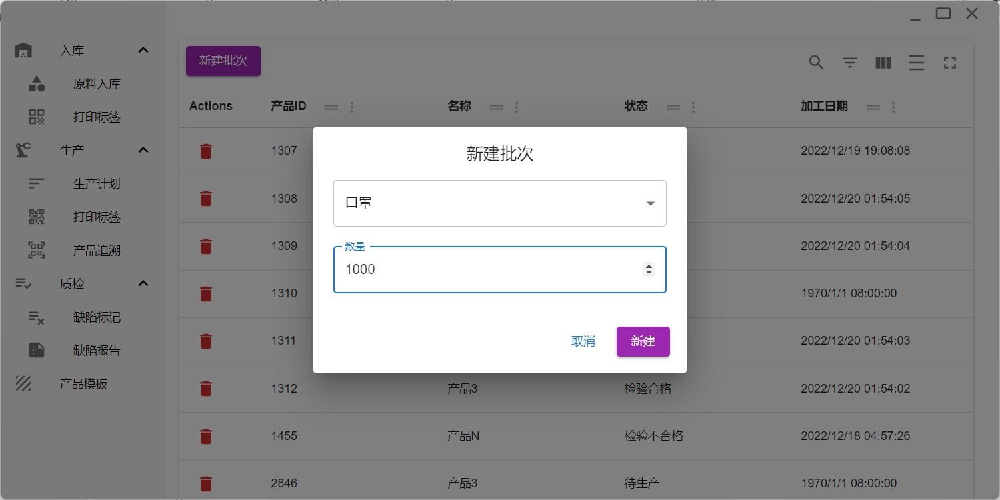 入库
原料入库
打印标签
生产
生产计划
打印标签
产品追溯
质检
缺陷标记
缺陷报告
产品模板
新建批次
Actions 产品ID 名称 状态 加工日期
1307 2022/12/19 19:08:08
1308 2022/12/20 01:54:05
1309 2022/12/20 01:54:04
1310 1970/1/1 08:00:00
1311 2022/12/20 01:54:03
1312 产品3 检验合格 2022/12/20 01:54:02
1455 产品N 检验不合格 2022/12/18 04:57:26
2846 产品3 待生产 1970/1/1 08:00:00
新建批次
口罩
数量
1000
取消 新建